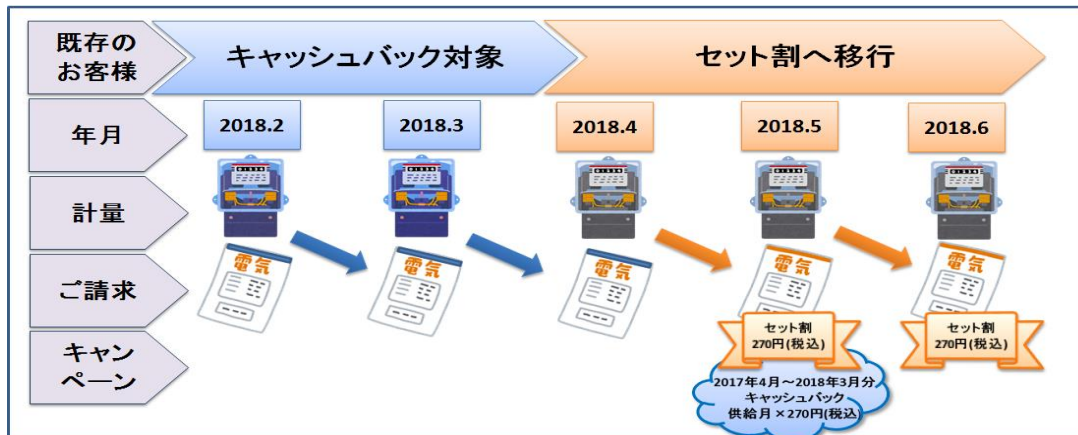 既存の
お客様
キャッシュバック対象
セット割へ移行
年月
2018.2
2018.3
2018.4
2018.5
2018.6
計量
ご請求
電気
電気
電気
電気
電気
キャン
ペーン
セット割
270円(税込)
セット割
270円(税込)
2017年4月～2018年3月分
キャッシュバック
供給月×270円(税込)